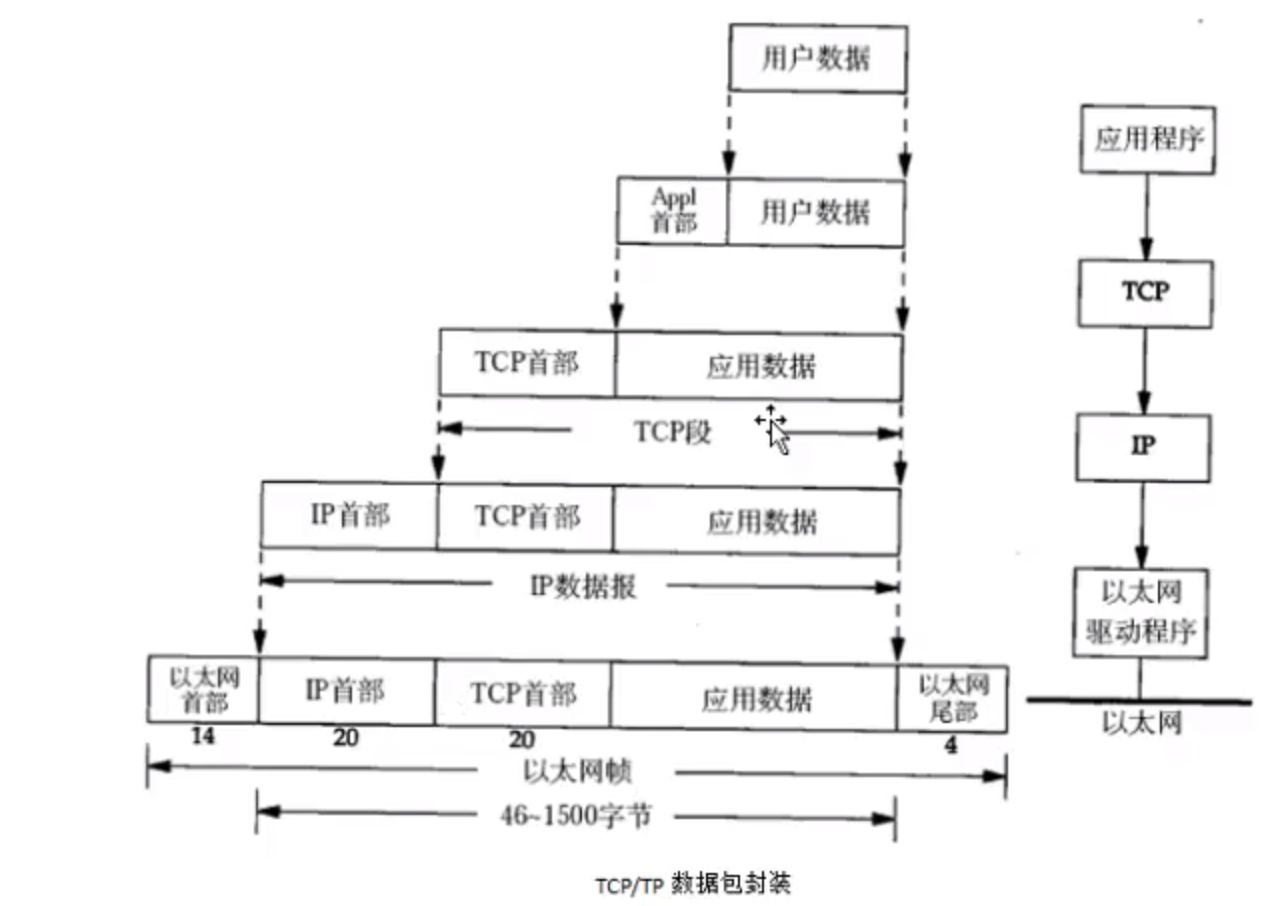 用户数据
应用程序
Appl
首部
用户数据
TCP
TCP首部
应用数据
TCP段
IP
IP首部
TCP首部
应用数据
IP数据报
以太网
驱动程序
以太网
首部
IP首部
TCP首部
应用数据
以太网
尾部
以太网
14
20
20
4
以太网帧
46~1500字节
TCP/TP 数据包封装